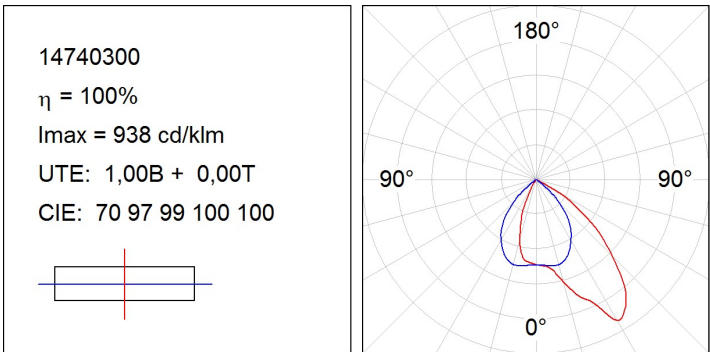 14740300
η = 100%
Imax = 938 cd/klm
UTE: 1,00B + 0,00T
CIE: 70 97 99 100 100
180°
90° 90°
0°